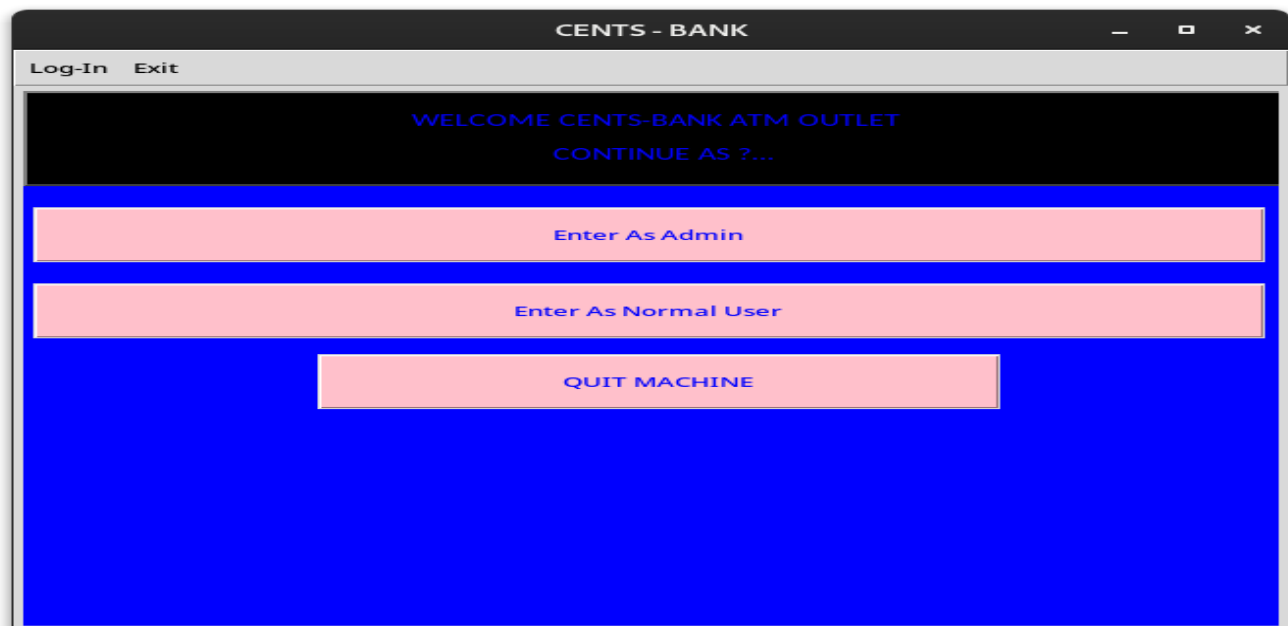 CENTS - BANK
Log-In Exit
WELCOME CENTS-BANK ATM OUTLET
CONTINUE AS ?...
Enter As Admin
Enter As Normal User
QUIT MACHINE